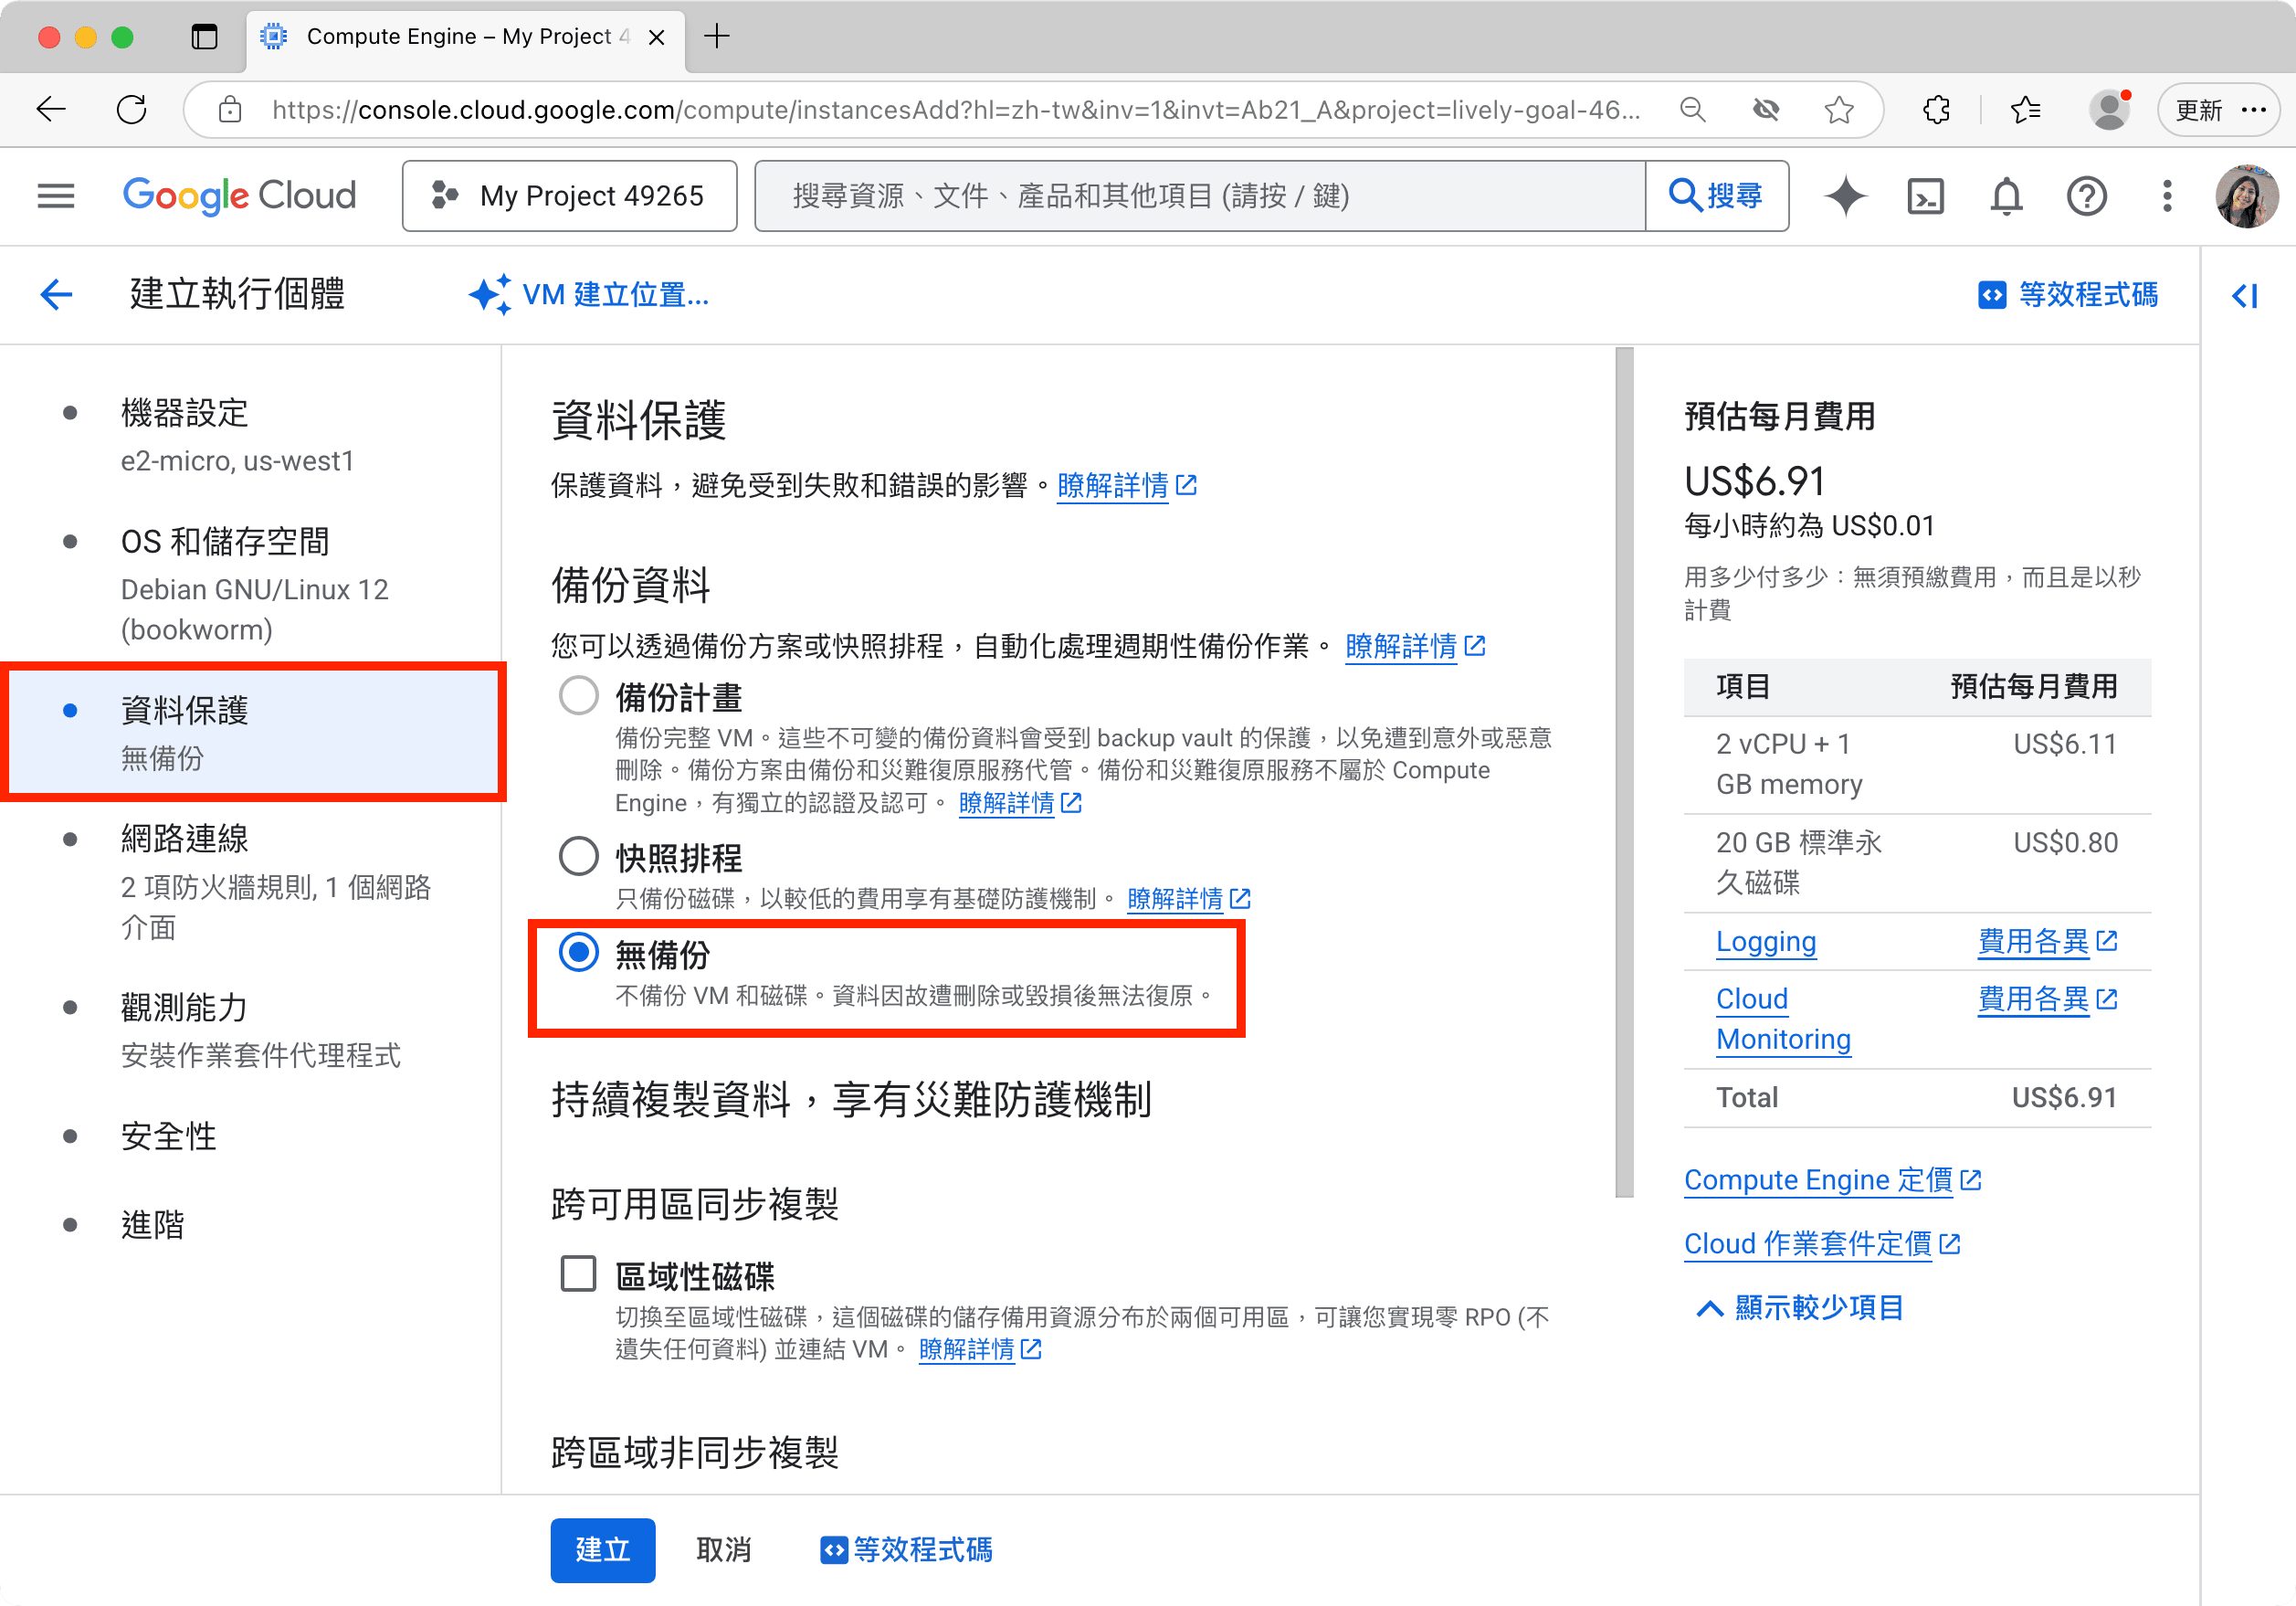 Compute Engine – My Project 4
https://console.cloud.google.com/compute/instancesAdd?hl=zh-tw&inv=1&invt=Ab21_A&project=lively-goal-46...
更新
Google Cloud
My Project 49265
搜尋資源、文件、產品和其他項目 (請按 / 鍵)
搜尋
建立執行個體
VM 建立位置...
等效程式碼
機器設定
e2-micro, us-west1
OS 和儲存空間
Debian GNU/Linux 12
(bookworm)
資料保護
無備份
網路連線
2 項防火牆規則, 1 個網路
介面
觀測能力
安裝作業套件代理程式
安全性
進階
資料保護
保護資料，避免受到失敗和錯誤的影響。瞭解詳情
備份資料
您可以透過備份方案或快照排程，自動化處理週期性備份作業。 瞭解詳情
備份計畫
備份完整 VM。這些不可變的備份資料會受到 backup vault 的保護，以免遭到意外或惡意
刪除。備份方案由備份和災難復原服務代管。備份和災難復原服務不屬於 Compute
Engine，有獨立的認證及認可。 瞭解詳情
快照排程
只備份磁碟，以較低的費用享有基礎防護機制。 瞭解詳情
無備份
不備份 VM 和磁碟。資料因故遭刪除或毀損後無法復原。
持續複製資料，享有災難防護機制
跨可用區同步複製
區域性磁碟
切換至區域性磁碟，這個磁碟的儲存備用資源分布於兩個可用區，可讓您實現零 RPO (不
遺失任何資料) 並連結 VM。 瞭解詳情
跨區域非同步複製
建立
取消
等效程式碼
預估每月費用
US$6.91
每小時約為 US$0.01
用多少付多少：無須預繳費用，而且是以秒
計費
項目 預估每月費用
2 vCPU + 1 US$6.11
GB memory
20 GB 標準永 US$0.80
久磁碟
Logging 費用各異
Cloud 費用各異
Monitoring
Total US$6.91
Compute Engine 定價
Cloud 作業套件定價
顯示較少項目